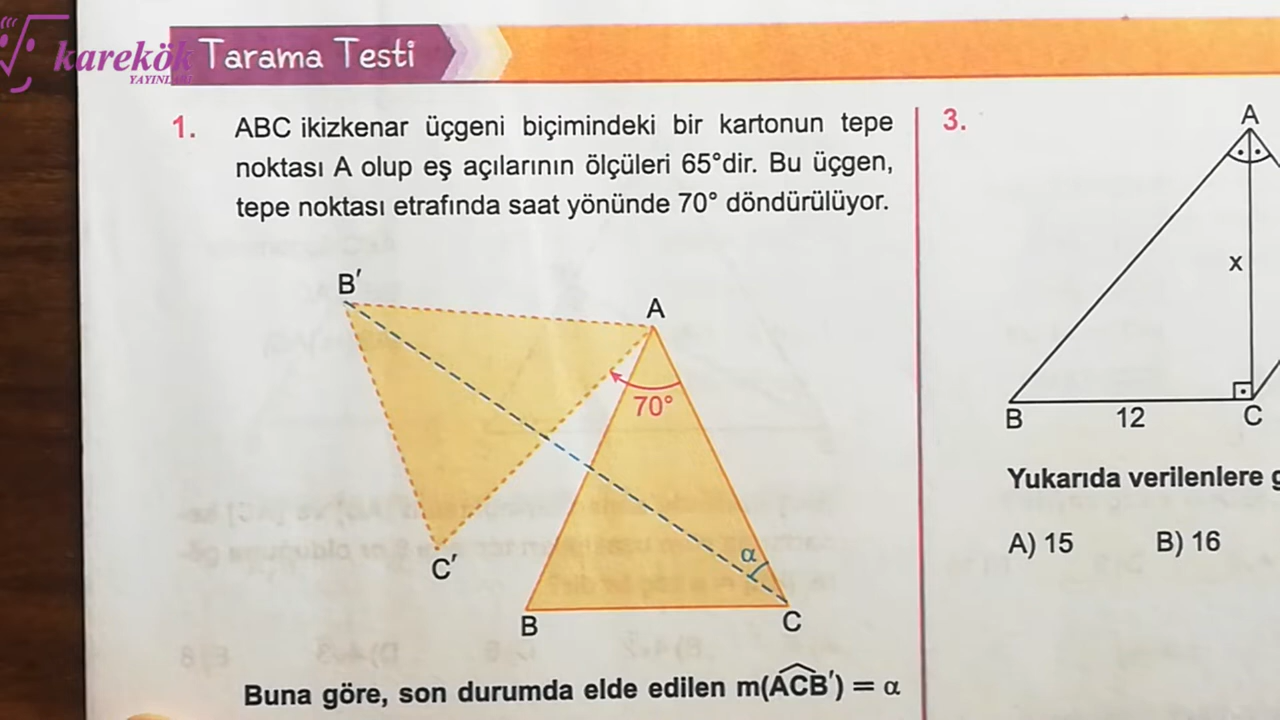 karekök
YAYINLARI
Tarama Testi
1. ABC ikizkenar üçgeni biçimindeki bir kartonun tepe
noktası A olup eş açılarının ölçüleri 65°dir. Bu üçgen,
tepe noktası etrafında saat yönünde 70° döndürülüyor.
B′
A
70°
C′
α
B
C
Buna göre, son durumda elde edilen m(ACB′) = α
3.
A
x
B
12
C
Yukarıda verilenlere
A) 15 B) 16